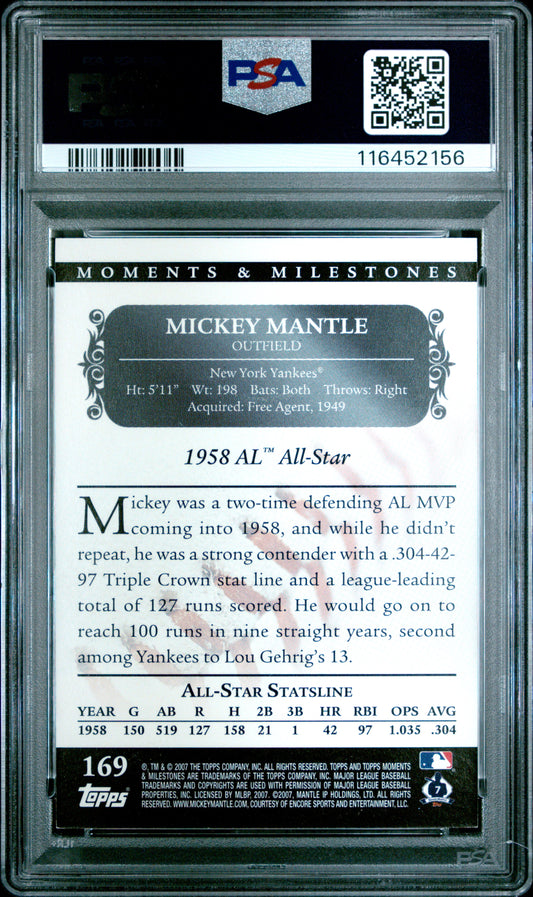 PSA
116452156
MOMENTS & MILESTONES
MICKEY MANTLE
OUTFIELD
New York Yankees®
Ht: 5'11" Wt: 198 Bats: Both Throws: Right
Acquired: Free Agent, 1949
1958 AL™ All-Star
Mickey was a two-time defending AL MVP
coming into 1958, and while he didn't
repeat, he was a strong contender with a .304-42-
97 Triple Crown stat line and a league-leading
total of 127 runs scored. He would go on to
reach 100 runs in nine straight years, second
among Yankees to Lou Gehrig's 13.
ALL-STAR STATSLINE
YEAR G AB R H 2B 3B HR RBI OPS AVG
1958 150 519 127 158 21 1 42 97 1.035 .304
169
Topps
®, TM & © 2007 THE TOPPS COMPANY, INC. ALL RIGHTS RESERVED. TOPPS AND TOPPS MOMENTS
& MILESTONES ARE TRADEMARKS OF THE TOPPS COMPANY, INC. MAJOR LEAGUE BASEBALL
TRADEMARKS AND COPYRIGHTS ARE USED WITH PERMISSION OF MAJOR LEAGUE BASEBALL
PROPERTIES, INC. LICENSED BY MLBP, 2007. ©2007, MANTLE IP HOLDINGS, LTD. ALL RIGHTS
RESERVED. WWW.MICKEYMANTLE.COM, COURTESY OF ENCORE SPORTS AND ENTERTAINMENT, LLC.
7
PSA